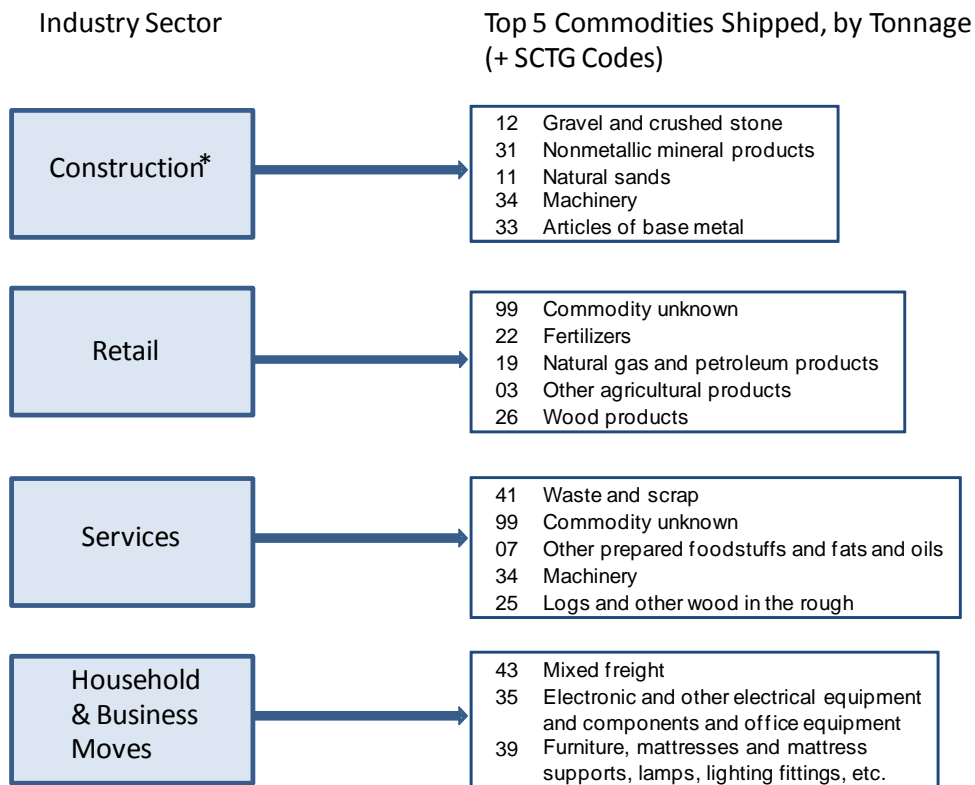 Industry Sector
Top 5 Commodities Shipped, by Tonnage
(+ SCTG Codes)
Construction*
12 Gravel and crushed stone
31 Nonmetallic mineral products
11 Natural sands
34 Machinery
33 Articles of base metal
Retail
99 Commodity unknown
22 Fertilizers
19 Natural gas and petroleum products
03 Other agricultural products
26 Wood products
Services
41 Waste and scrap
99 Commodity unknown
07 Other prepared foodstuffs and fats and oils
34 Machinery
25 Logs and other wood in the rough
Household
& Business
Moves
43 Mixed freight
35 Electronic and other electrical equipment
and components and office equipment
39 Furniture, mattresses and mattress
supports, lamps, lighting fittings, etc.